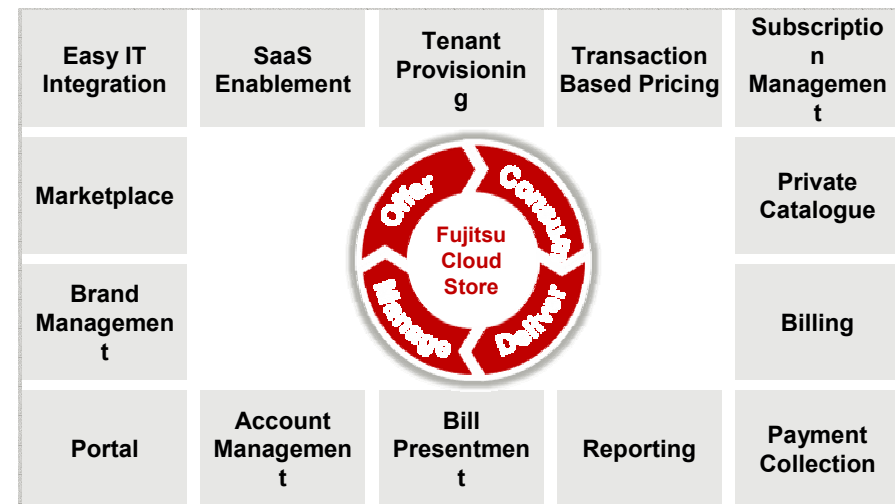 Easy IT
Integration
SaaS
Enablement
Tenant
Provisionin
g
Transaction
Based Pricing
Subscriptio
n
Managemen
t
Marketplace
Offer
Consum
Private
Catalogue
Fujitsu
Cloud
Store
Brand
Managemen
t
Manage
Deliver
Billing
Portal
Account
Managemen
t
Bill
Presentmen
t
Reporting
Payment
Collection